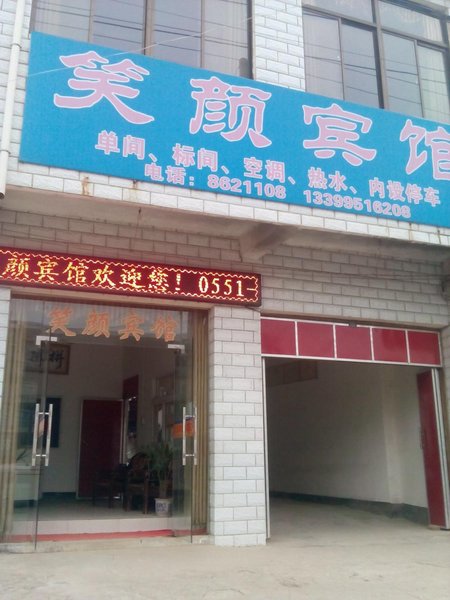 笑颜宾馆
单间、标间、空调、热水、内设停车
电话：8621108 13399516208
颜宾馆欢迎您！0551-
笑颜宾馆